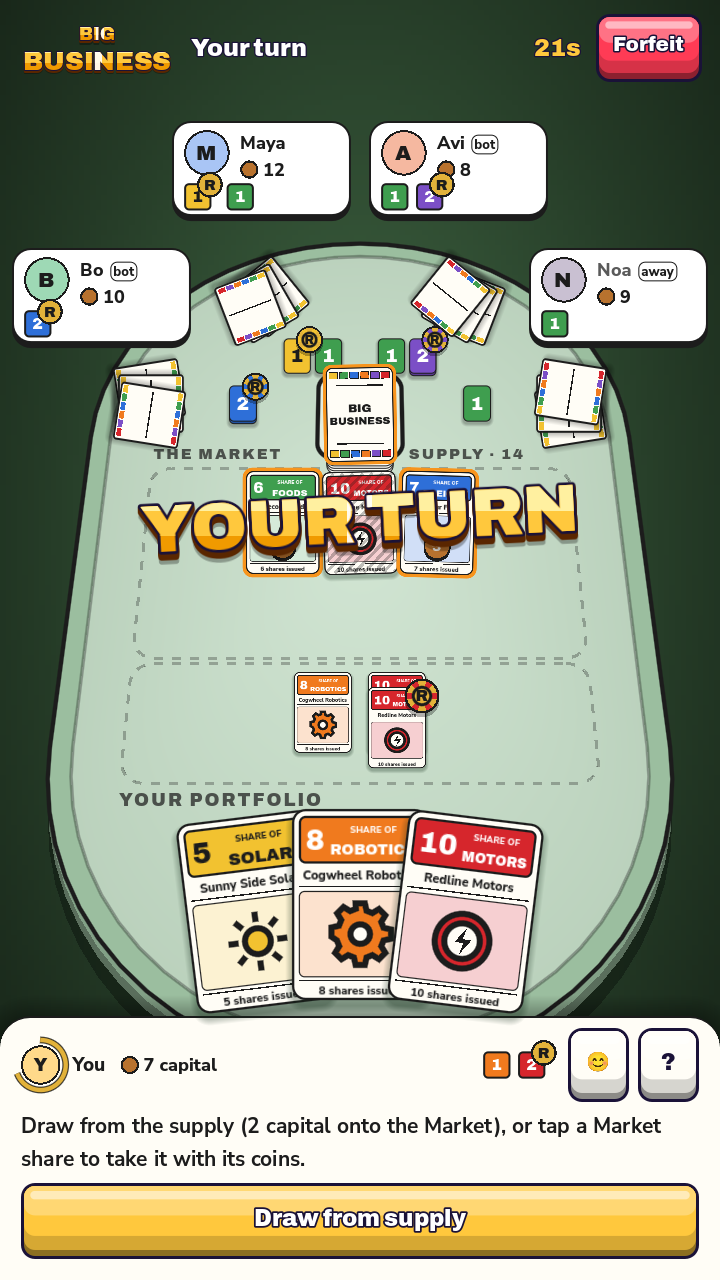 BIG
BUSINESS
Your turn
21s
Forfeit
M
Maya
12
R
1
1
A
Avi bot
8
R
1
2
B
Bo bot
10
R
2
N
Noa away
9
1
R
1
1
R
1
2
R
2
1
BIG
BUSINESS
THE MARKET
SUPPLY · 14
6
SHARE OF
FOODS
10
SHARE OF
7
SHARE OF
YOUR TURN
6 shares issued
10 shares issued
7 shares issued
8
SHARE OF
ROBOTICS
Cogwheel Robotics
8 shares issued
10
10
R
Redline Motors
10 shares issued
YOUR PORTFOLIO
5
SHARE OF
SOLAR
Sunny Side Sola
5 shares issu
8
SHARE OF
ROBOTIC
Cogwheel Robot
8 shares issu
10
SHARE OF
MOTORS
Redline Motors
10 shares issued
Y
You
7 capital
1
2
R
?
Draw from the supply (2 capital onto the Market), or tap a Market
share to take it with its coins.
Draw from supply